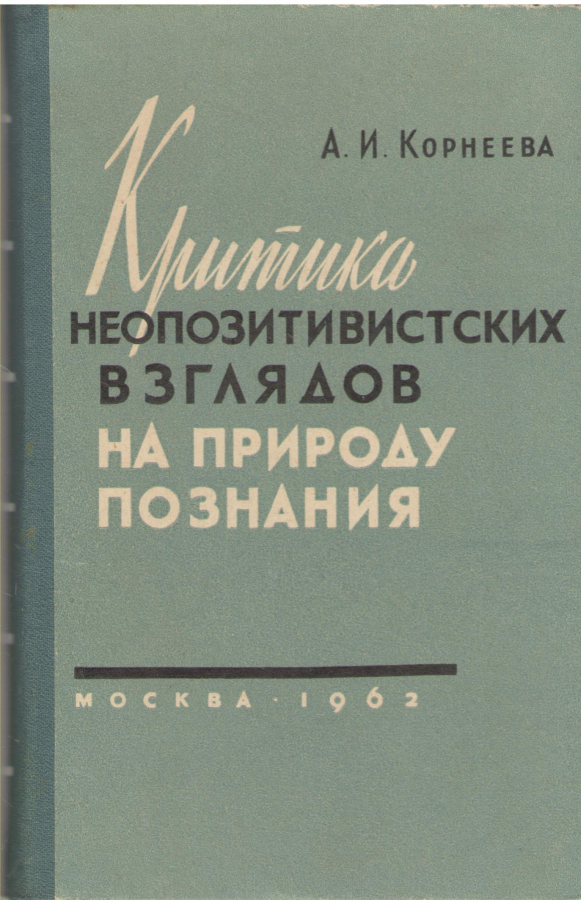 А. И. Корнеева
Критика
НЕОПОЗИТИВИСТСКИХ
ВЗГЛЯДОВ
НА ПРИРОДУ
ПОЗНАНИЯ
МОСКВА · 1962